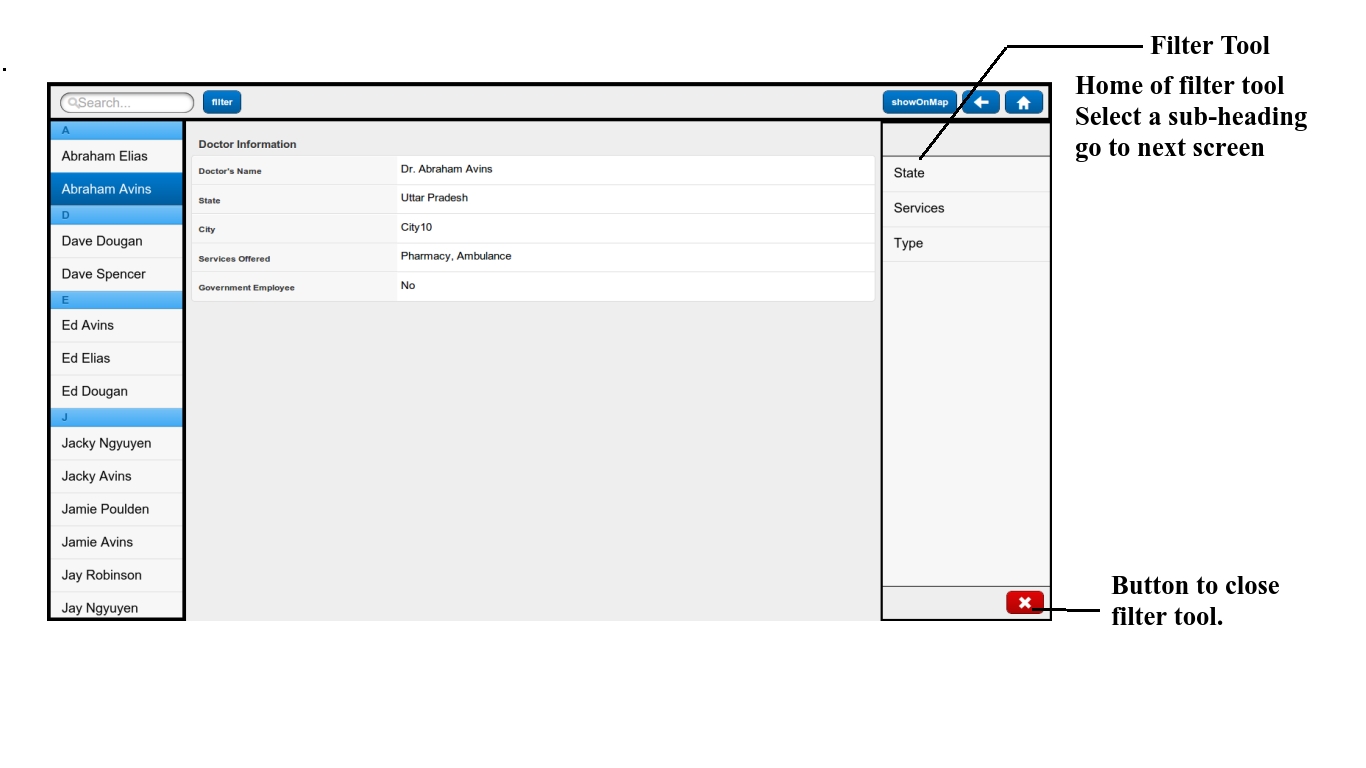 Filter Tool
Home of filter tool
Select a sub-heading
go to next screen
Search...
filter
showOnMap
A
Abraham Elias
Abraham Avins
D
Dave Dougan
Dave Spencer
E
Ed Avins
Ed Elias
Ed Dougan
J
Jacky Ngyuyen
Jacky Avins
Jamie Poulden
Jamie Avins
Jay Robinson
Jay Ngyuyen
Doctor Information
Doctor's Name Dr. Abraham Avins
State Uttar Pradesh
City City10
Services Offered Pharmacy, Ambulance
Government Employee No
State
Services
Type
Button to close
filter tool.